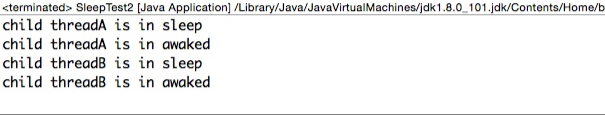 <terminated> SleepTest2 [Java Application] /Library/Java/JavaVirtualMachines/jdk1.8.0_101.jdk/Contents/Home/b
child threadA is in sleep
child threadA is in awaked
child threadB is in sleep
child threadB is in awaked